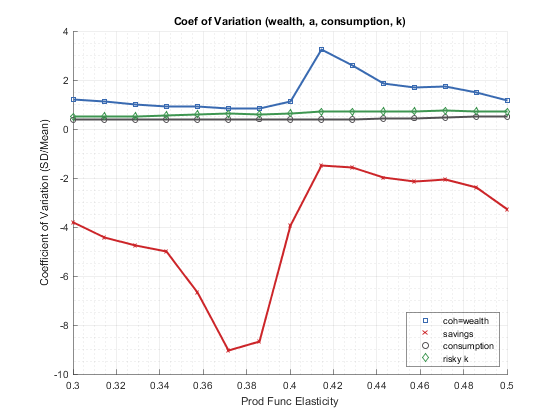 Coef of Variation (wealth, a, consumption, k)
4
2
0
-2
-4
-6
-8
-10
Coefficient of Variation (SD/Mean)
0.3 0.32 0.34 0.36 0.38 0.4 0.42 0.44 0.46 0.48 0.5
Prod Func Elasticity
coh=wealth
savings
consumption
risky k